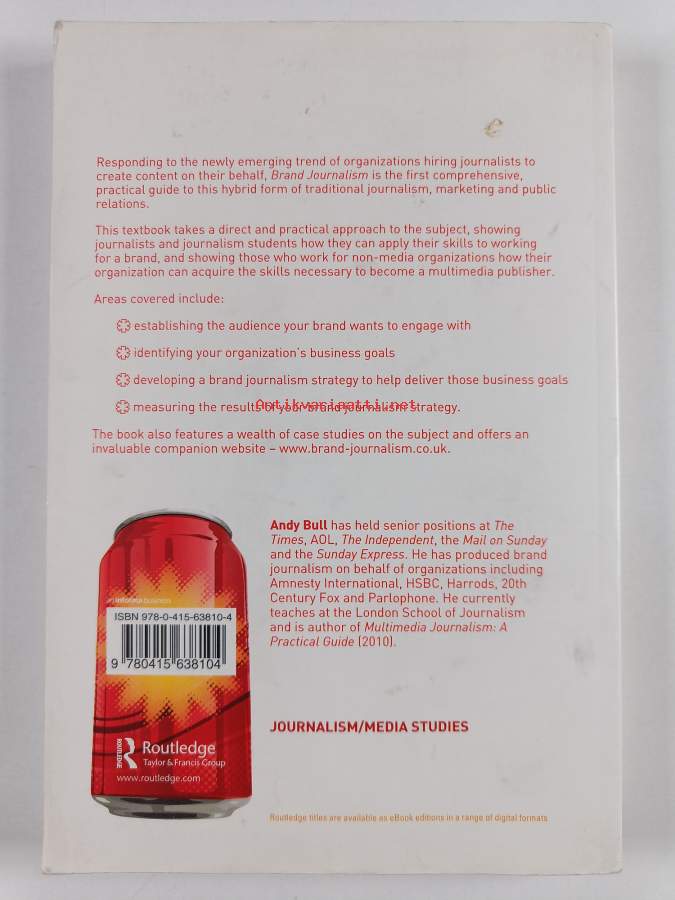 Responding to the newly emerging trend of organizations hiring journalists to
create content on their behalf, Brand Journalism is the first comprehensive,
practical guide to this hybrid form of traditional journalism, marketing and public
relations.
This textbook takes a direct and practical approach to the subject, showing
journalists and journalism students how they can apply their skills to working
for a brand, and showing those who work for non-media organizations how their
organization can acquire the skills necessary to become a multimedia publisher.
Areas covered include:
establishing the audience your brand wants to engage with
identifying your organization's business goals
developing a brand journalism strategy to help deliver those business goals
measuring the results of your brand journalism strategy.
Antikvariaatti.net
The book also features a wealth of case studies on the subject and offers an
invaluable companion website – www.brand-journalism.co.uk.
Andy Bull has held senior positions at The
Times, AOL, The Independent, the Mail on Sunday
and the Sunday Express. He has produced brand
journalism on behalf of organizations including
Amnesty International, HSBC, Harrods, 20th
Century Fox and Parlophone. He currently
teaches at the London School of Journalism
and is author of Multimedia Journalism: A
Practical Guide (2010).
an informa business
ISBN 978-0-415-63810-4
9 780415 638104
JOURNALISM/MEDIA STUDIES
ROUTLEDGE
Routledge
Taylor & Francis Group
www.routledge.com
Routledge titles are available as eBook editions in a range of digital formats